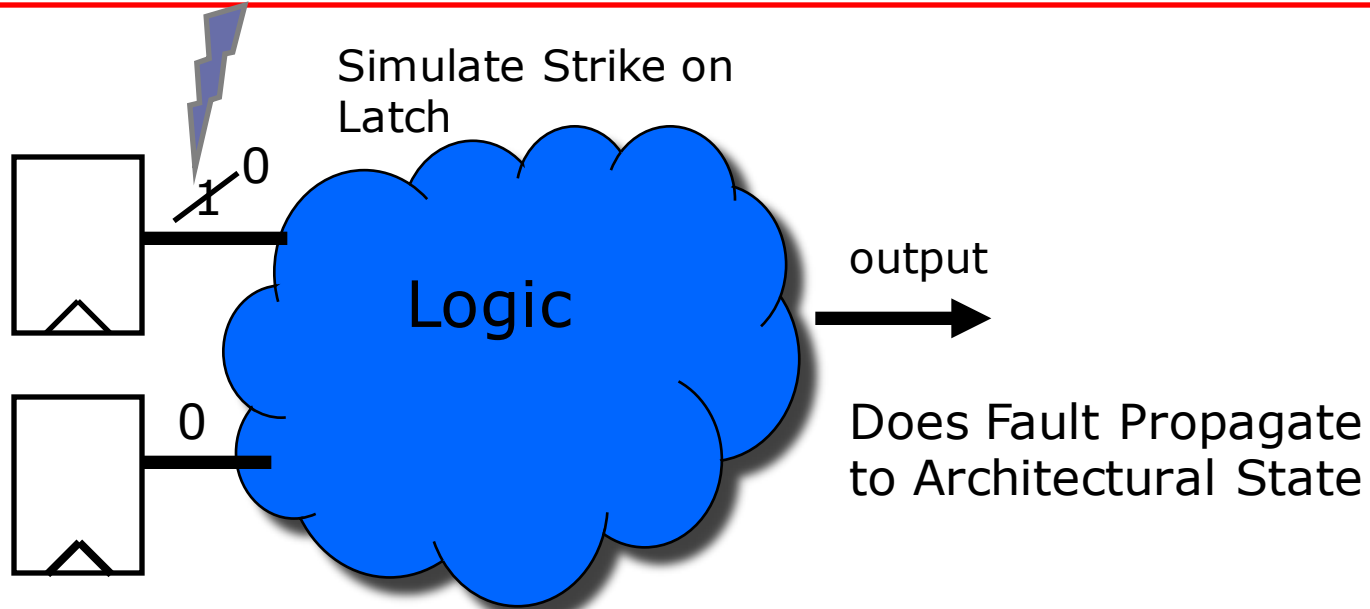 Simulate Strike on
Latch
1 0
Logic
output
0
Does Fault Propagate
to Architectural State